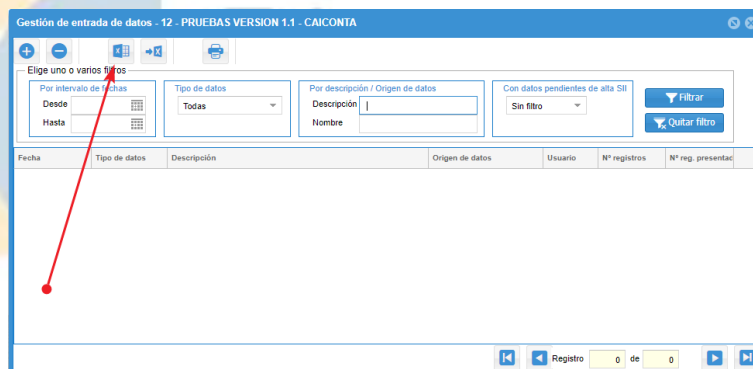 Gestión de entrada de datos - 12 - PRUEBAS VERSION 1.1 - CAICONTA
Elige uno o varios filtros
Por intervalo de fechas
Tipo de datos
Por descripción / Origen de datos
Con datos pendientes de alta SII
Desde
Todas
Descripción
Sin filtro
Filtrar
Hasta
Nombre
Quitar filtro
Fecha
Tipo de datos
Descripción
Origen de datos
Usuario
Nº registros
Nº reg. presentad
Registro 0 de 0